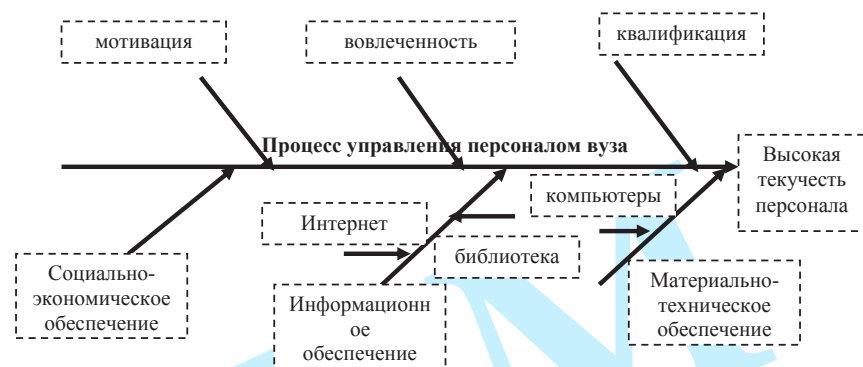 мотивация
вовлеченность
квалификация
Процесс управления персоналом вуза
Высокая
текучесть
персонала
компьютеры
Интернет
библиотека
Социально-
экономическое
обеспечение
Информационн
ое
обеспечение
Материально-
техническое
обеспечение